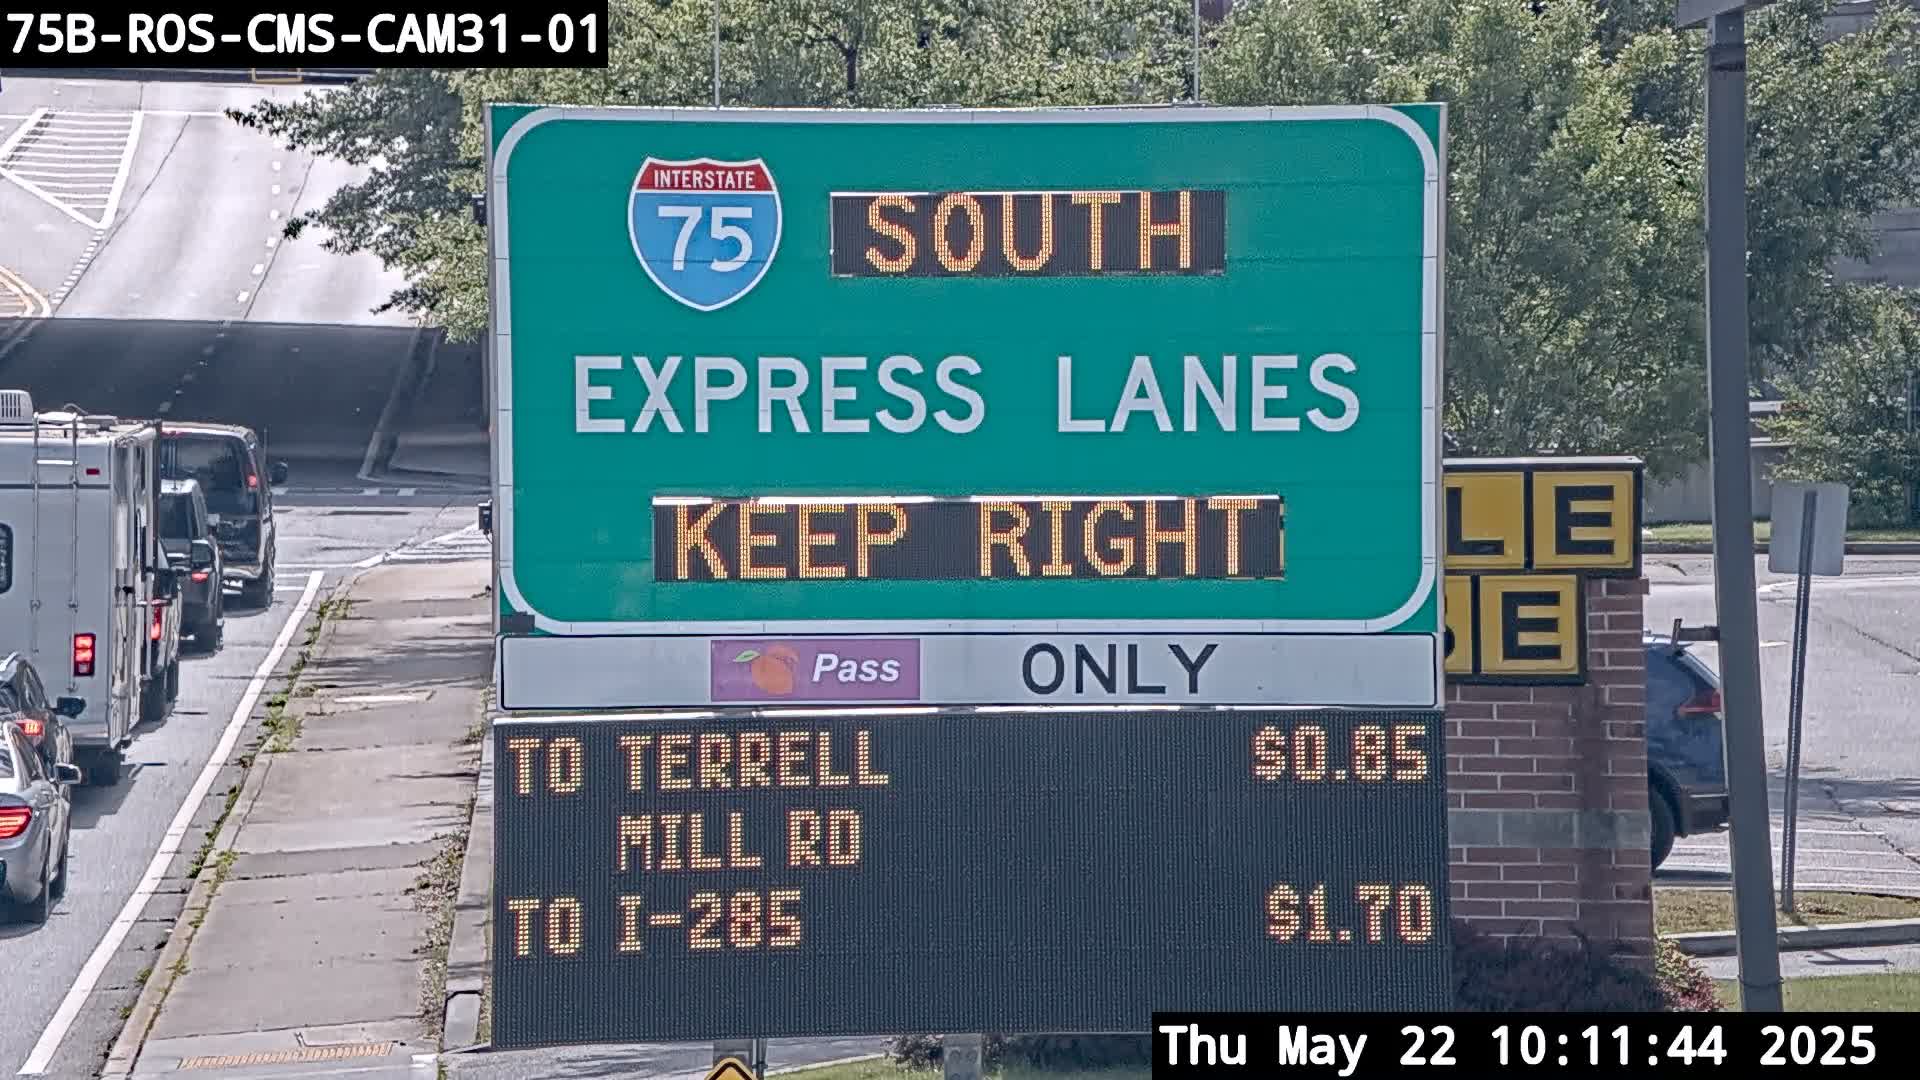 75B-ROS-CMS-CAM31-01
INTERSTATE
75
SOUTH
EXPRESS LANES
KEEP RIGHT
LE
E
Pass ONLY
TO TERRELL $0.85
MILL RD
TO I-285 $1.70
Thu May 22 10:11:44 2025